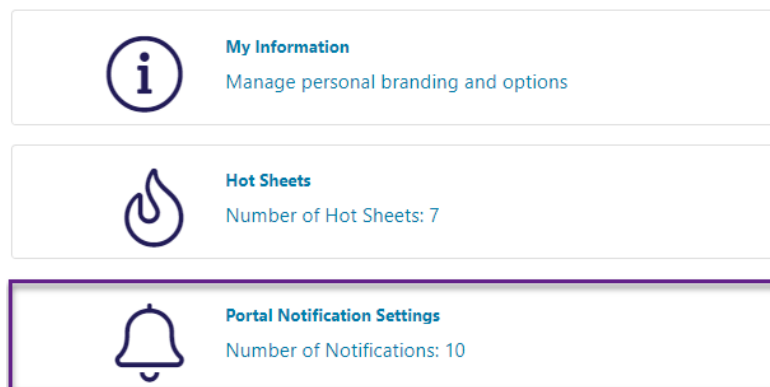 My Information
Manage personal branding and options
Hot Sheets
Number of Hot Sheets: 7
Portal Notification Settings
Number of Notifications: 10